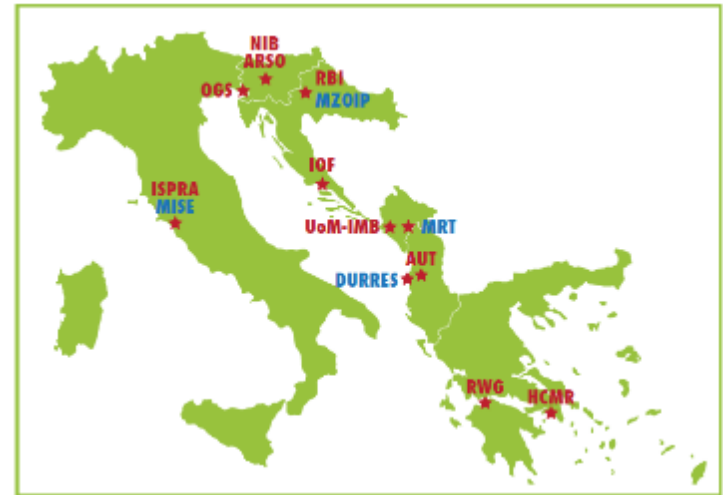 NIB
ARSO
OGS
RBI
MZOIP
IOF
ISPRA
MISE
UoM-IMB
MRT
AUT
DURRES
RWG
HCMR